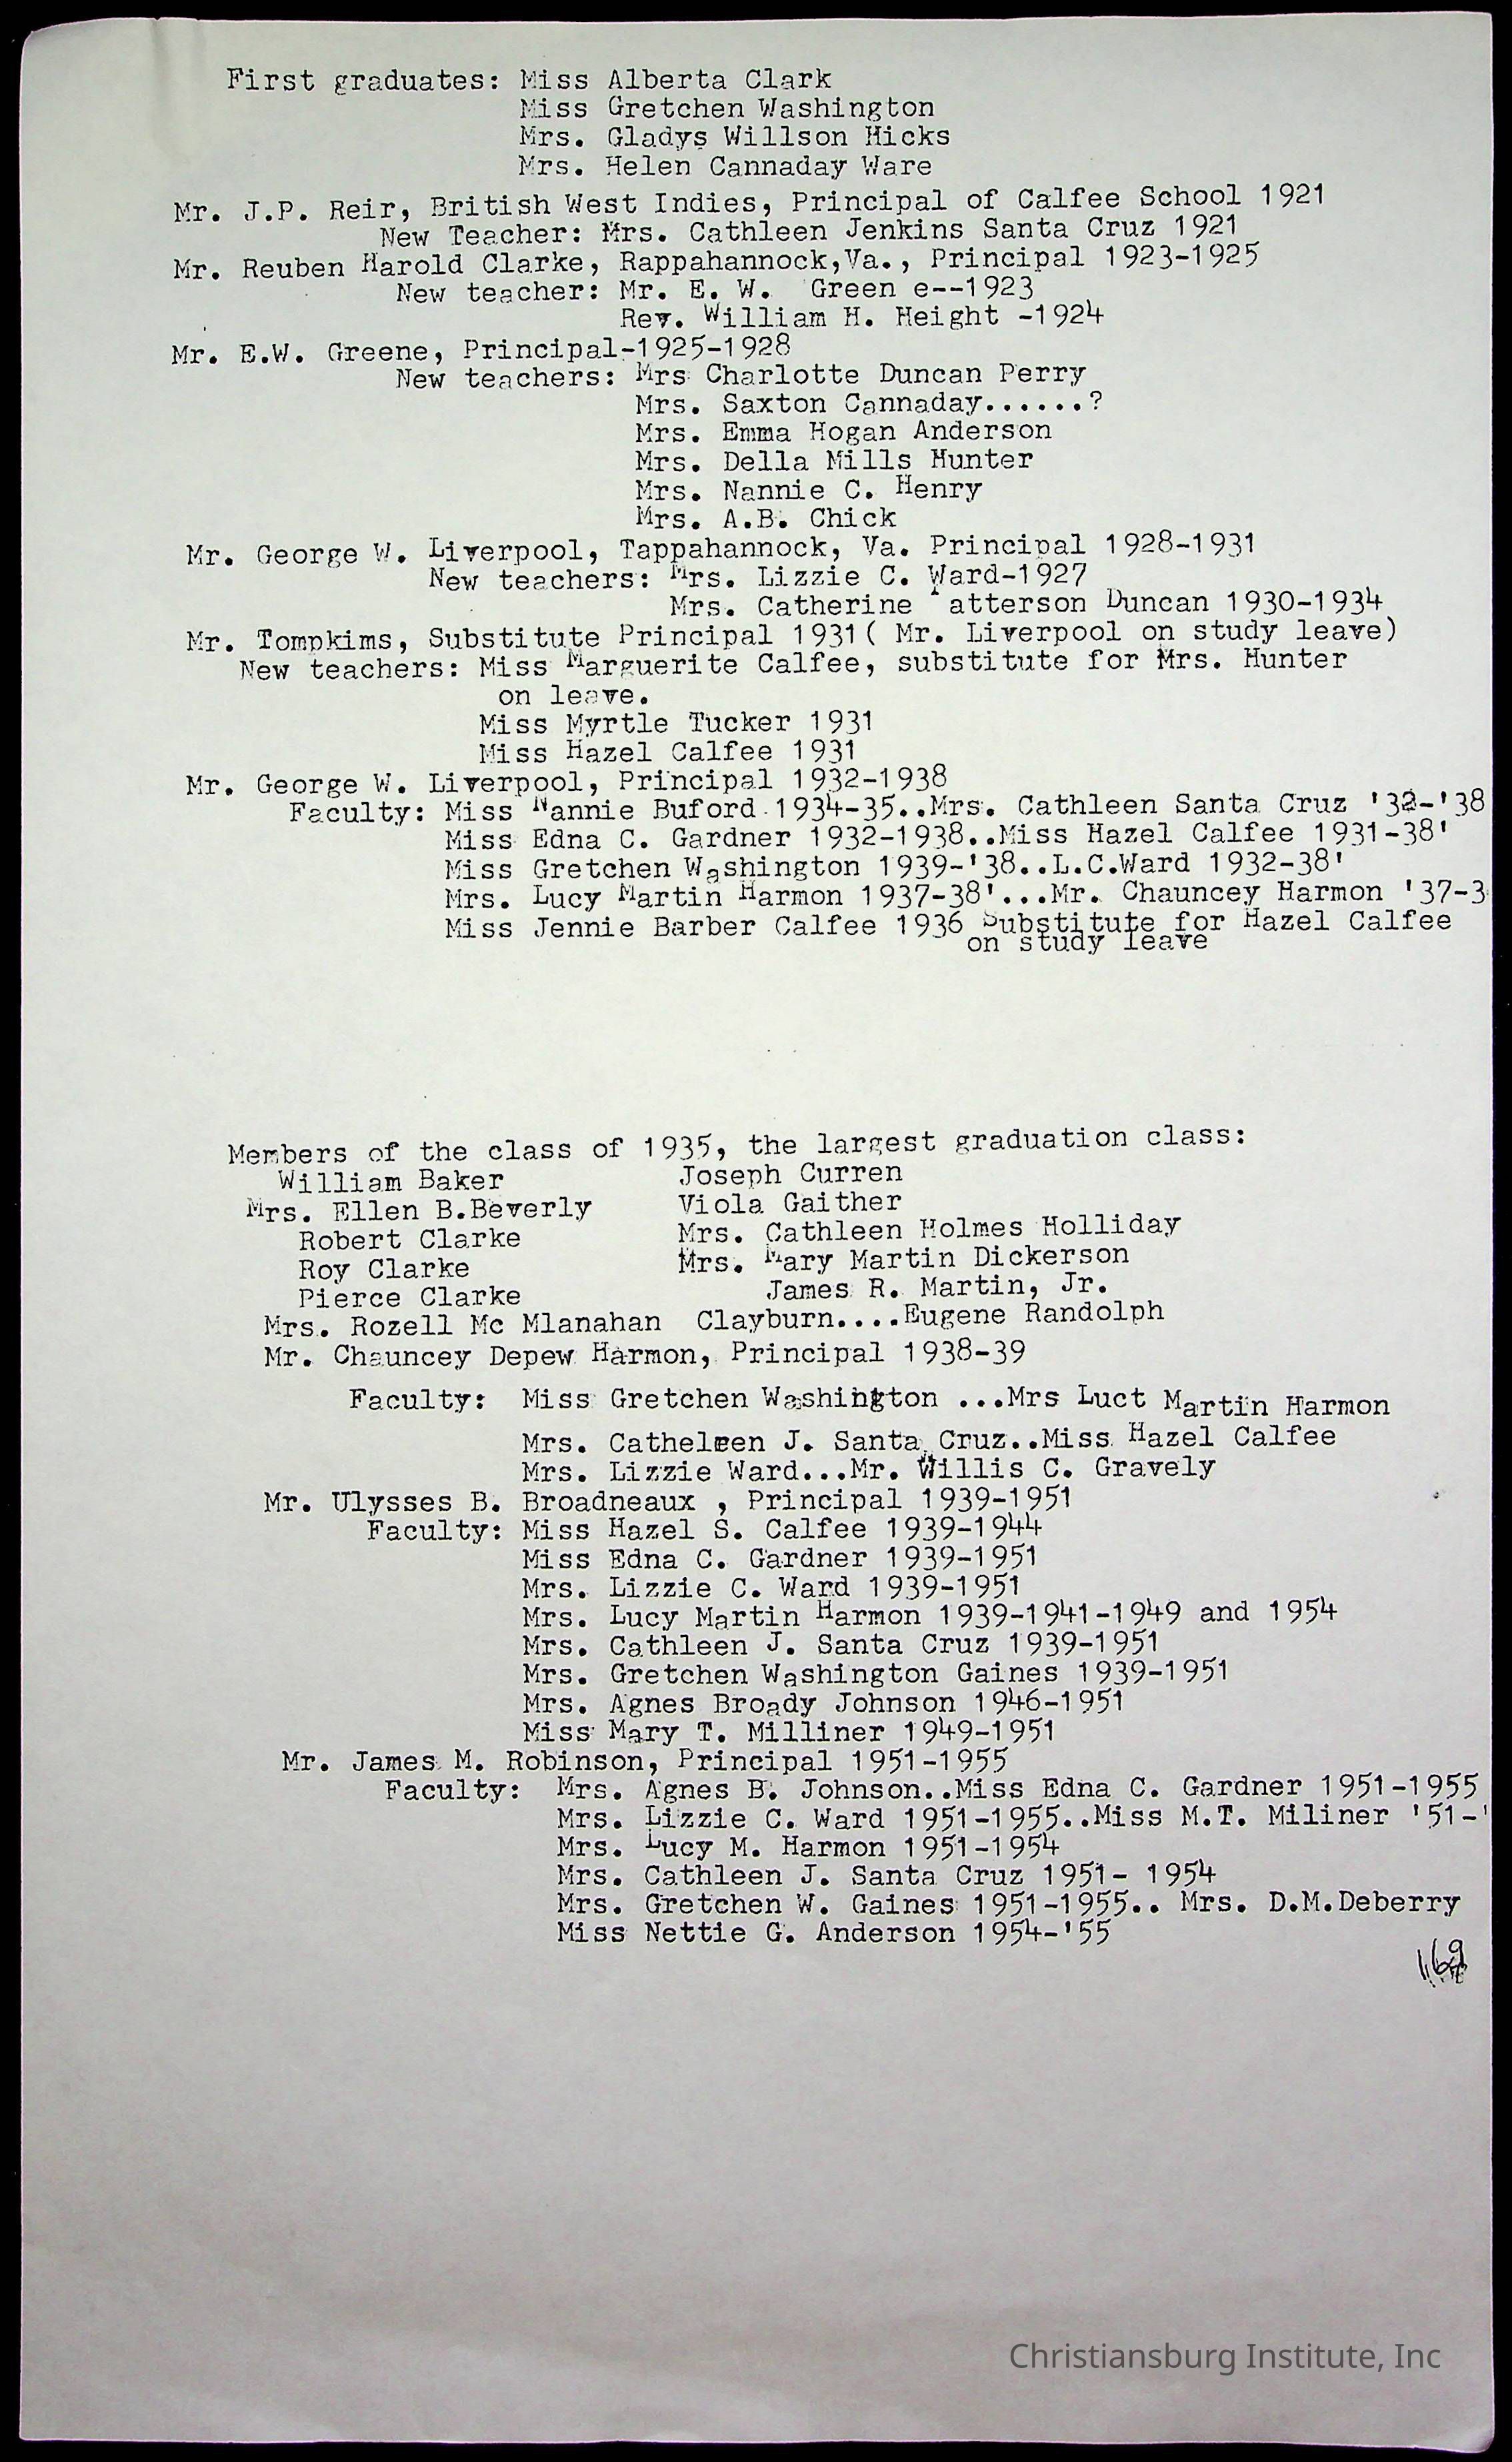 First graduates: Miss Alberta Clark
Miss Gretchen Washington
Mrs. Gladys Willson Hicks
Mrs. Helen Cannaday Ware
Mr. J.P. Reir, British West Indies, Principal of Calfee School 1921
New Teacher: Mrs. Cathleen Jenkins Santa Cruz 1921
Mr. Reuben Harold Clarke, Rappahannock,Va., Principal 1923-1925
New teacher: Mr. E. W. Green e--1923
Rev. William H. Height -1924
Mr. E.W. Greene, Principal-1925-1928
New teachers: Mrs Charlotte Duncan Perry
Mrs. Saxton Cannaday......?
Mrs. Emma Hogan Anderson
Mrs. Della Mills Hunter
Mrs. Nannie C. Henry
Mrs. A.B. Chick
Mr. George W. Liverpool, Tappahannock, Va. Principal 1928-1931
New teachers: Mrs. Lizzie C. Ward-1927
Mrs. Catherine atterson Duncan 1930-1934
Mr. Tompkims, Substitute Principal 1931( Mr. Liverpool on study leave)
New teachers: Miss Marguerite Calfee, substitute for Mrs. Hunter
on leave.
Miss Myrtle Tucker 1931
Miss Hazel Calfee 1931
Mr. George W. Liverpool, Principal 1932-1938
Faculty: Miss Nannie Buford 1934-35..Mrs. Cathleen Santa Cruz '32-'38
Miss Edna C. Gardner 1932-1938..Miss Hazel Calfee 1931-38'
Miss Gretchen Washington 1939-'38..L.C.Ward 1932-38'
Mrs. Lucy Martin Harmon 1937-38'...Mr. Chauncey Harmon '37-3
Miss Jennie Barber Calfee 1936 Substitute for Hazel Calfee
on study leave
Members of the class of 1935, the largest graduation class:
William Baker Joseph Curren
Mrs. Ellen B.Beverly Viola Gaither
Robert Clarke Mrs. Cathleen Holmes Holliday
Roy Clarke Mrs. Mary Martin Dickerson
Pierce Clarke James R. Martin, Jr.
Mrs. Rozell Mc Mlanahan Clayburn....Eugene Randolph
Mr. Chauncey Depew Harmon, Principal 1938-39
Faculty: Miss Gretchen Washington ...Mrs Luct Martin Harmon
Mrs. Catheleen J. Santa Cruz..Miss Hazel Calfee
Mrs. Lizzie Ward...Mr. Willis C. Gravely
Mr. Ulysses B. Broadneaux , Principal 1939-1951
Faculty: Miss Hazel S. Calfee 1939-1944
Miss Edna C. Gardner 1939-1951
Mrs. Lizzie C. Ward 1939-1951
Mrs. Lucy Martin Harmon 1939-1941-1949 and 1954
Mrs. Cathleen J. Santa Cruz 1939-1951
Mrs. Gretchen Washington Gaines 1939-1951
Mrs. Agnes Broady Johnson 1946-1951
Miss Mary T. Milliner 1949-1951
Mr. James M. Robinson, Principal 1951-1955
Faculty: Mrs. Agnes B. Johnson..Miss Edna C. Gardner 1951-1955
Mrs. Lizzie C. Ward 1951-1955..Miss M.T. Miliner '51-'
Mrs. Lucy M. Harmon 1951-1954
Mrs. Cathleen J. Santa Cruz 1951- 1954
Mrs. Gretchen W. Gaines 1951-1955.. Mrs. D.M.Deberry
Miss Nettie G. Anderson 1954-'55
Christiansburg Institute, Inc